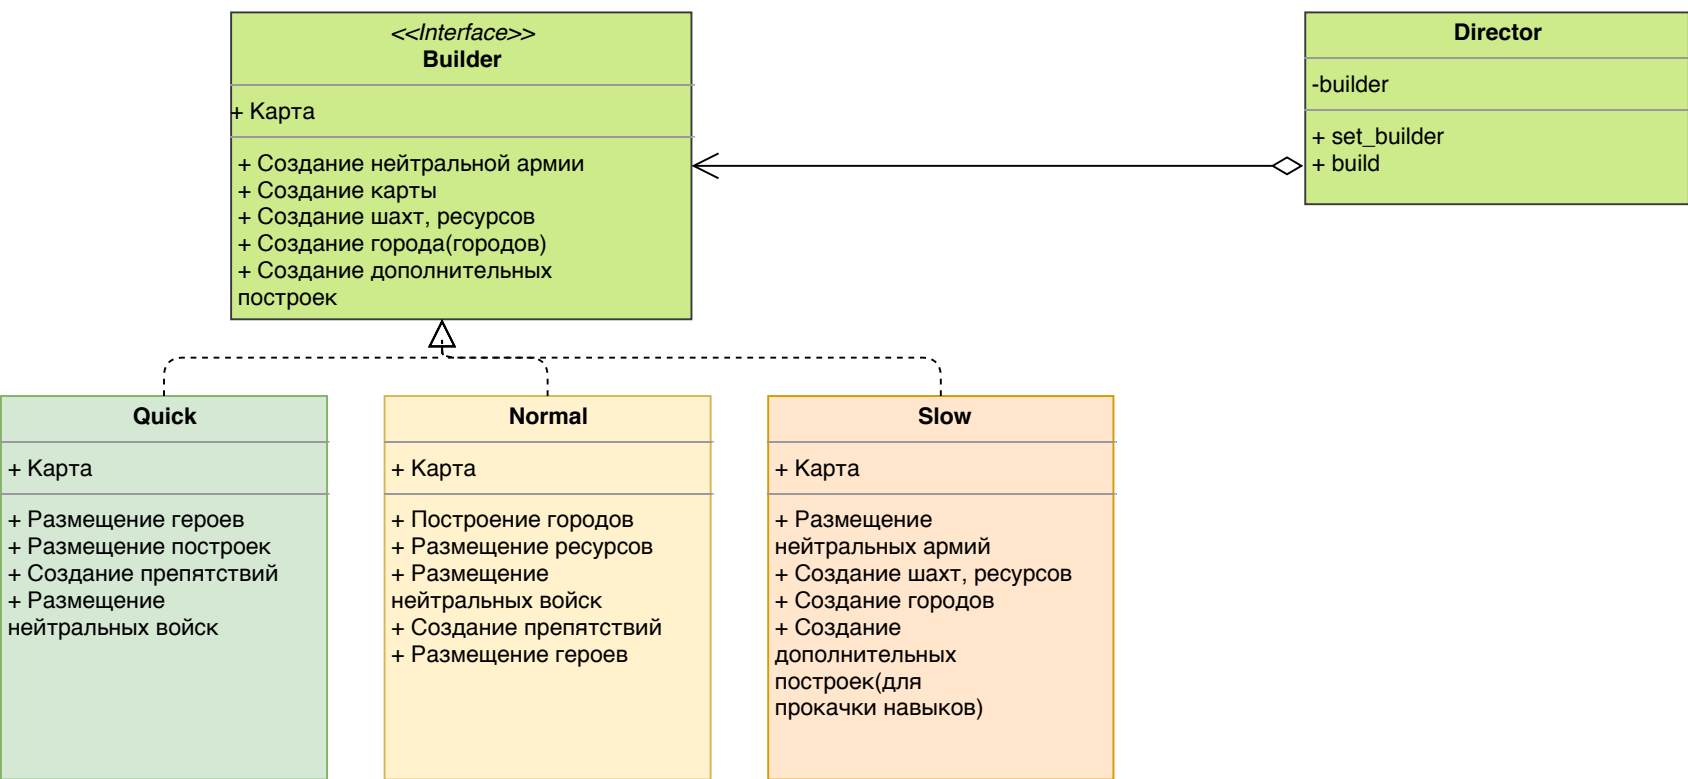 <<Interface>>
Builder
+ Карта
+ Создание нейтральной армии
+ Создание карты
+ Создание шахт, ресурсов
+ Создание города(городов)
+ Создание дополнительных
построек
Director
-builder
+ set_builder
+ build
Quick
+ Карта
+ Размещение героев
+ Размещение построек
+ Создание препятствий
+ Размещение
нейтральных войск
Normal
+ Карта
+ Построение городов
+ Размещение ресурсов
+ Размещение
нейтральных войск
+ Создание препятствий
+ Размещение героев
Slow
+ Карта
+ Размещение
нейтральных армий
+ Создание шахт, ресурсов
+ Создание городов
+ Создание
дополнительных
построек(для
прокачки навыков)